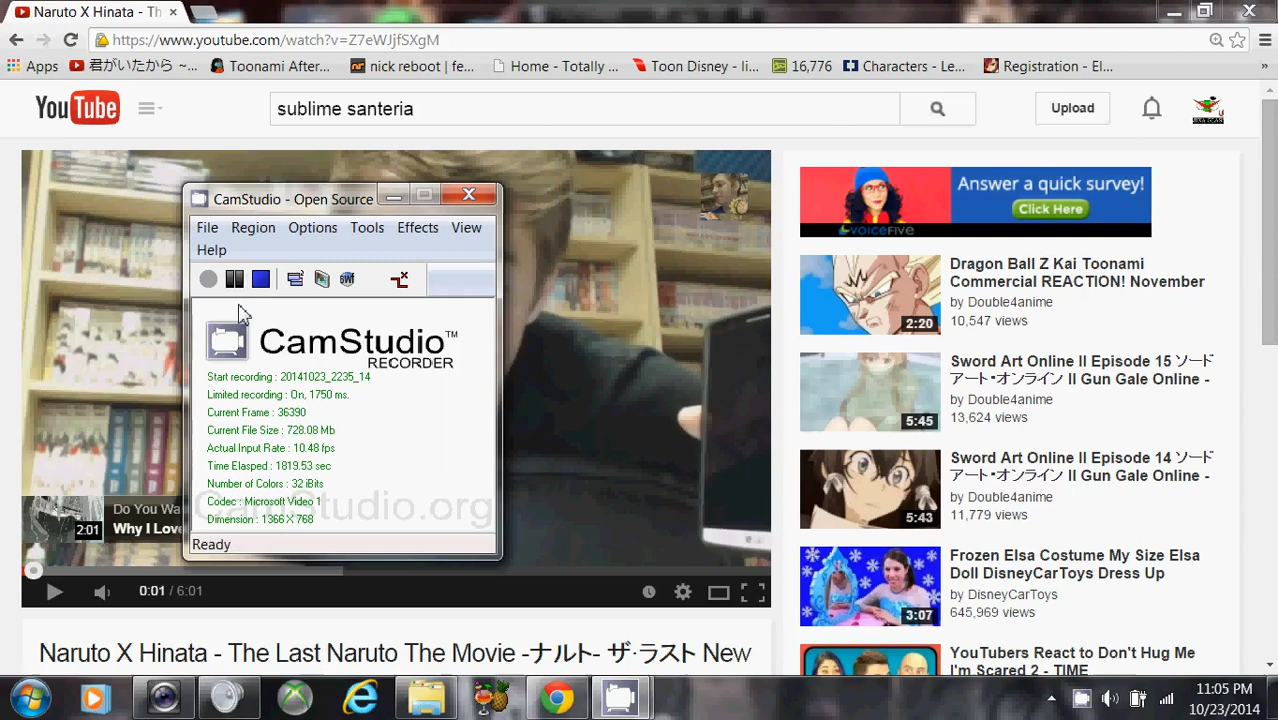 Naruto X Hinata - Th
https://www.youtube.com/watch?v=Z7eWJjfSXgM
Apps 君がいたから ~... Toonami After... nick reboot | fe... Home - Totally ... Toon Disney - li... 16,776 Characters - Le... Registration - El... »
YouTube
sublime santeria
Upload
CamStudio - Open Source
File Region Options Tools Effects View
Help
CamStudio™
RECORDER
Start recording : 20141023_2235_14
Limited recording : On, 1750 ms.
Current Frame : 36390
Current File Size : 728.08 Mb
Actual Input Rate : 10.48 fps
Time Elasped : 1819.53 sec
Number of Colors : 32 iBits
Codec : Microsoft Video 1
Dimension : 1366 X 768
CamStudio.org
Ready
Do You Wa
Why I Love
2:01
0:01 / 6:01
Naruto X Hinata - The Last Naruto The Movie -ナルト- ザ·ラスト New
Answer a quick survey!
Click Here
VOICEFIVE
Dragon Ball Z Kai Toonami
Commercial REACTION! November
by Double4anime
10,547 views
2:20
Sword Art Online II Episode 15 ソード
アート・オンライン II Gun Gale Online -
by Double4anime
13,624 views
5:45
Sword Art Online II Episode 14 ソード
アート・オンライン II Gun Gale Online -
by Double4anime
11,779 views
5:43
Frozen Elsa Costume My Size Elsa
Doll DisneyCarToys Dress Up
by DisneyCarToys
645,969 views
3:07
YouTubers React to Don't Hug Me
I'm Scared 2 - TIME
11:05 PM
10/23/2014